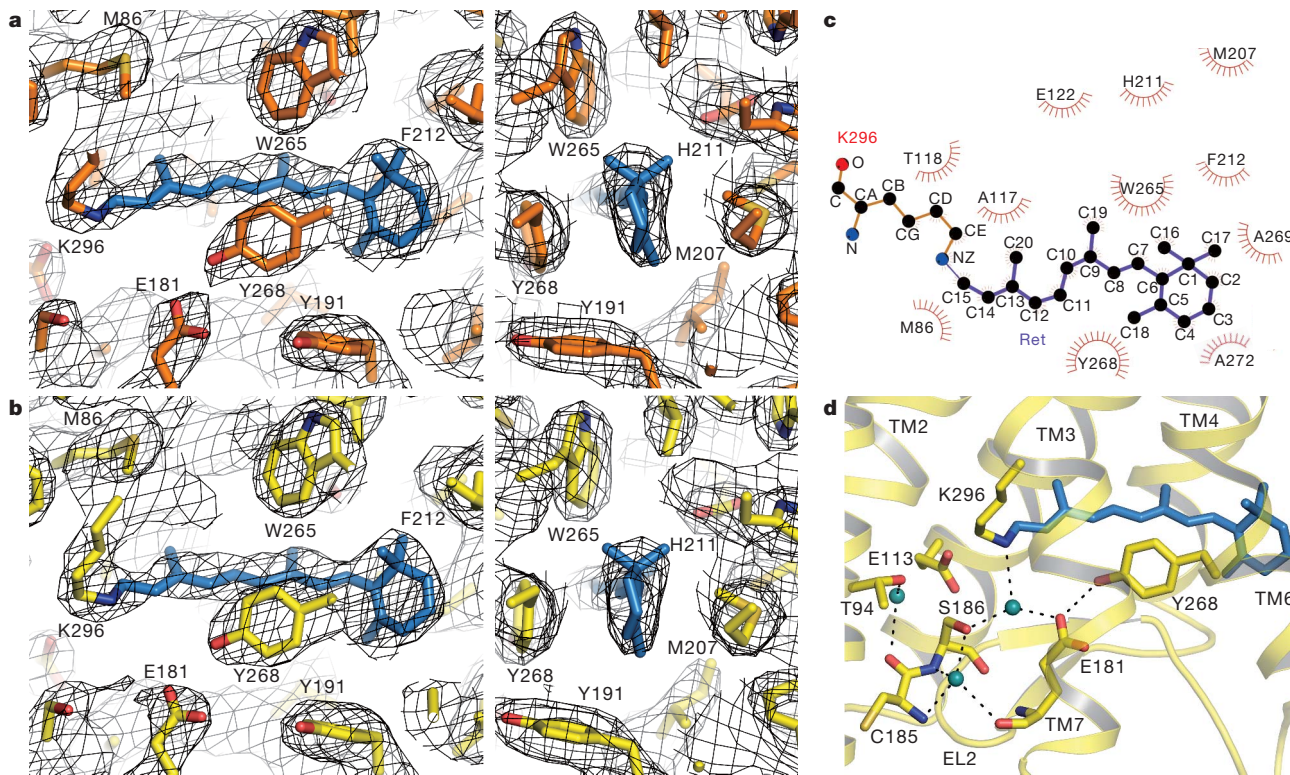 a
M86
W265
F212
K296
E181
Y268
Y191
W265
H211
Y268
M207
Y191
b
M86
W265
F212
K296
E181
Y268
Y191
W265
H211
Y268
M207
Y191
c
M207
H211
E122
K296
O
T118
F212
W265
C
CA
CB
CD
A117
C19
A269
C16
C17
N
CG
CE
C20
C10
C7
NZ
C9
C8
C6
C1
C2
C15
C13
C11
C5
C14
C12
C3
M86
C18
C4
Ret
Y268
A272
d
TM2
TM3
TM4
K296
E113
T94
S186
Y268
TM6
E181
C185
TM7
EL2